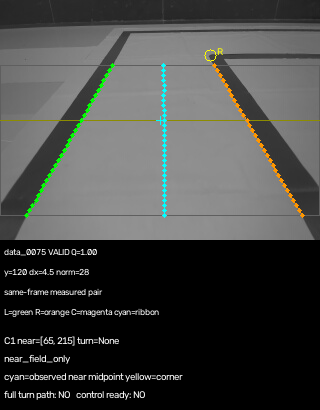 R
data_0075 VALID Q=1.00
y=120 dx=4.5 norm=28
same-frame measured pair
L=green R=orange C=magenta cyan=ribbon
C1 near=[65, 215] turn=None
near_field_only
cyan=observed near midpoint yellow=corner
full turn path: NO control ready: NO